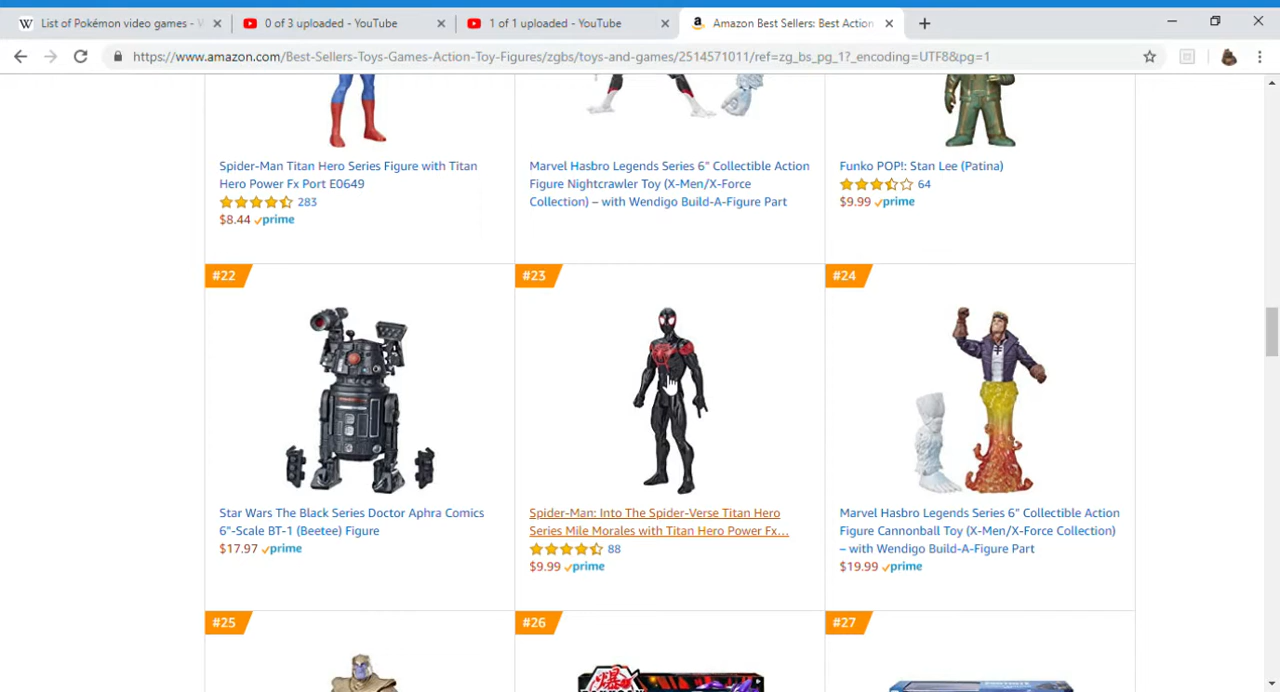 List of Pokémon video games - W
0 of 3 uploaded - YouTube
1 of 1 uploaded - YouTube
Amazon Best Sellers: Best Action
https://www.amazon.com/Best-Sellers-Toys-Games-Action-Toy-Figures/zgbs/toys-and-games/2514571011/ref=zg_bs_pg_1?_encoding=UTF8&pg=1
Spider-Man Titan Hero Series Figure with Titan
Hero Power Fx Port E0649
283
$8.44 prime
Marvel Hasbro Legends Series 6" Collectible Action
Figure Nightcrawler Toy (X-Men/X-Force
Collection) – with Wendigo Build-A-Figure Part
Funko POP!: Stan Lee (Patina)
64
$9.99 prime
#22
Star Wars The Black Series Doctor Aphra Comics
6"-Scale BT-1 (Beetee) Figure
$17.97 prime
#23
Spider-Man: Into The Spider-Verse Titan Hero
Series Mile Morales with Titan Hero Power Fx...
88
$9.99 prime
#24
Marvel Hasbro Legends Series 6" Collectible Action
Figure Cannonball Toy (X-Men/X-Force Collection)
– with Wendigo Build-A-Figure Part
$19.99 prime
#25
#26
#27